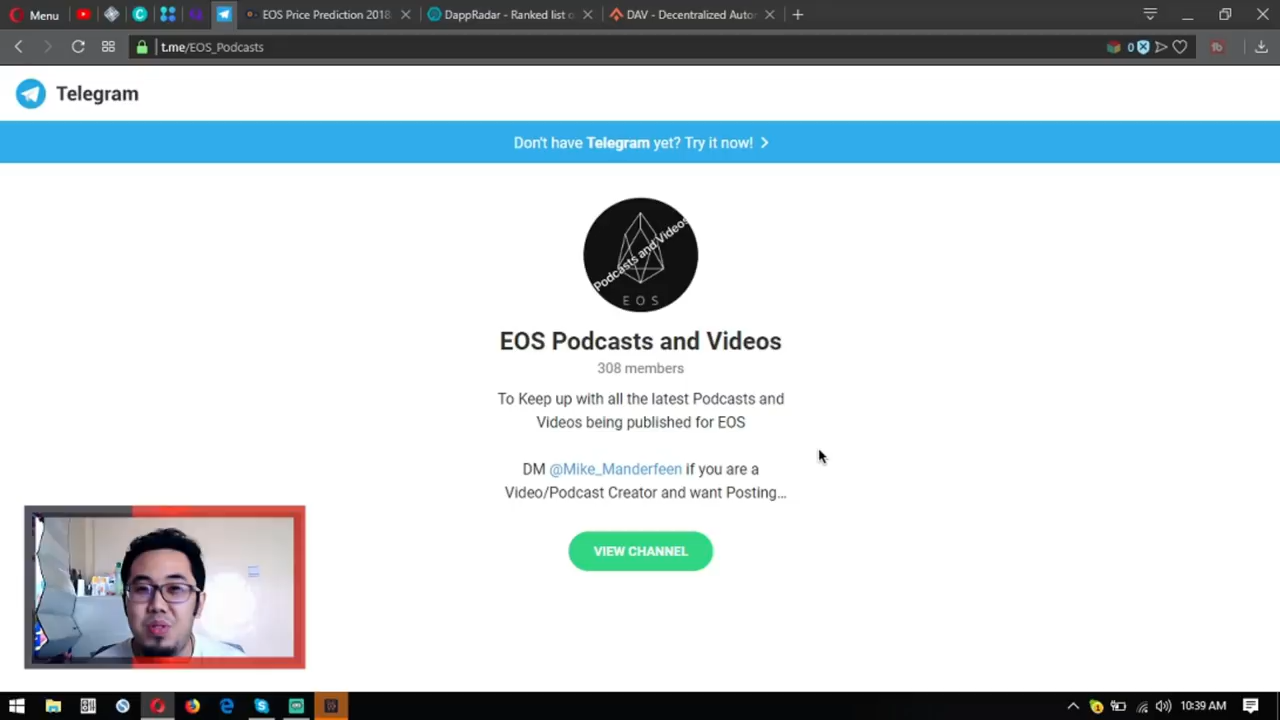 Menu
EOS Price Prediction 2018
DappRadar - Ranked list o
DAV - Decentralized Auto
t.me/EOS_Podcasts
0
Telegram
Don't have Telegram yet? Try it now!
Podcasts and Videos
EOS
EOS Podcasts and Videos
308 members
To Keep up with all the latest Podcasts and
Videos being published for EOS
DM @Mike_Manderfeen if you are a
Video/Podcast Creator and want Posting...
VIEW CHANNEL
10:39 AM